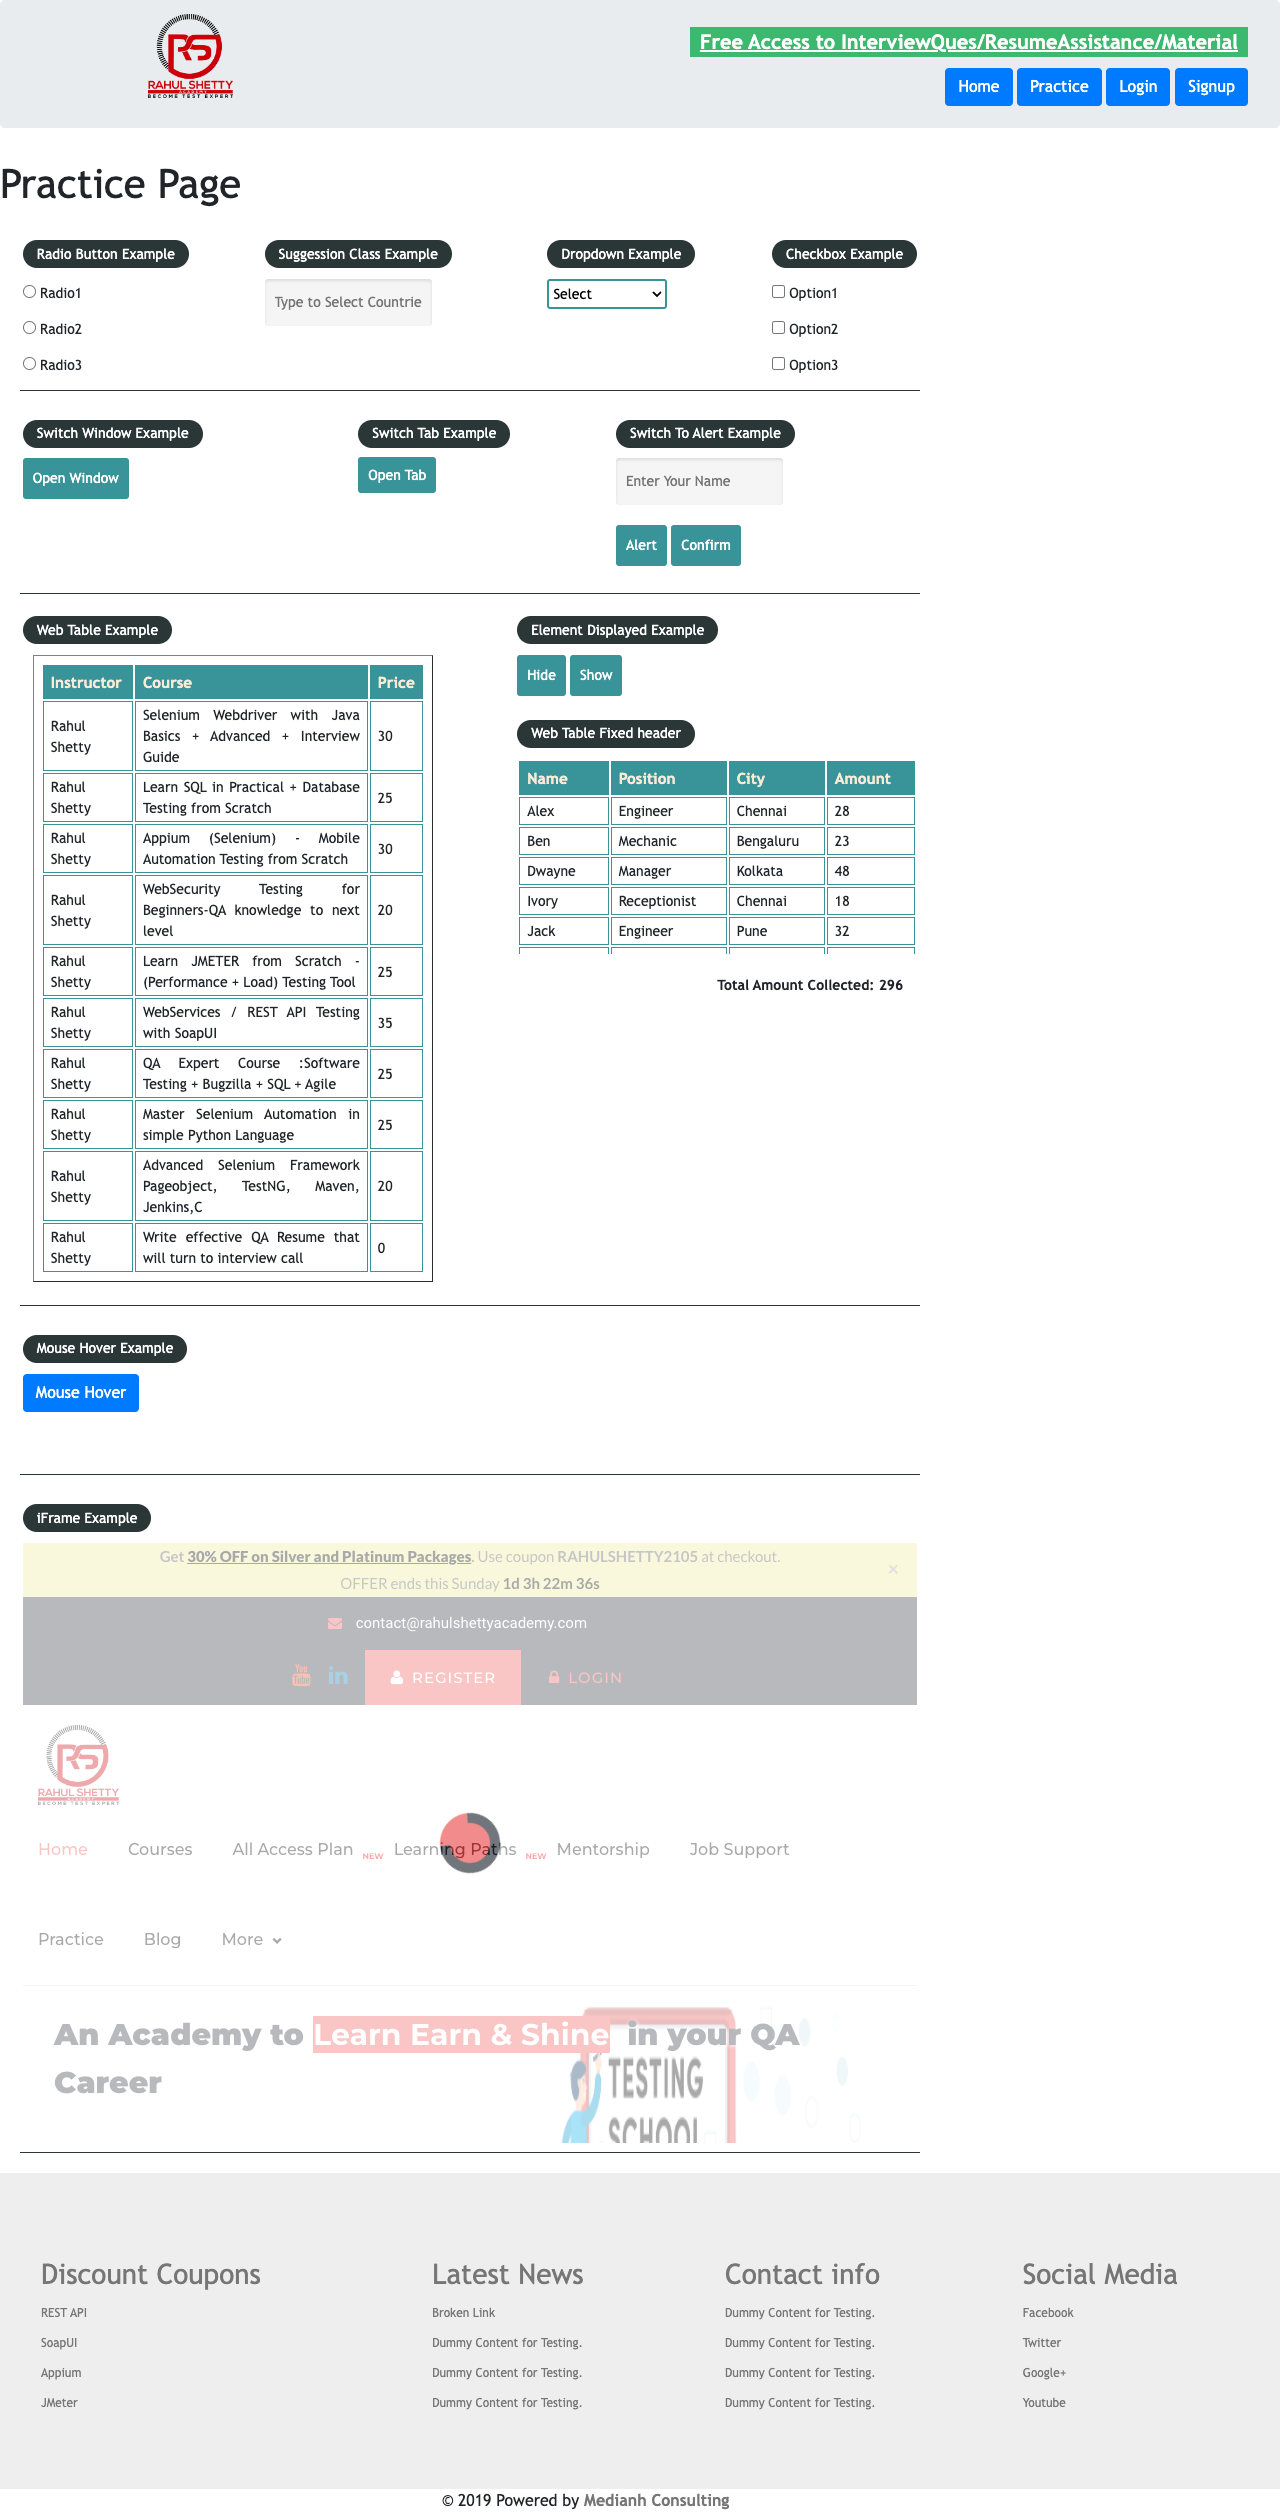 RAHUL SHETTY
ACADEMY
BECOME TEST EXPERT
Free Access to InterviewQues/ResumeAssistance/Material
Home Practice Login Signup
Practice Page
Radio Button Example Suggession Class Example Dropdown Example Checkbox Example
Radio1 Type to Select Countrie Select Option1
Radio2 Option2
Radio3 Option3
Switch Window Example Switch Tab Example Switch To Alert Example
Open Window Open Tab Enter Your Name
Alert Confirm
Web Table Example
Instructor Course Price
Rahul Shetty Selenium Webdriver with Java
Basics + Advanced + Interview 30
Guide
Rahul Shetty Learn SQL in Practical + Database 25
Testing from Scratch
Rahul Shetty Appium (Selenium) - Mobile 30
Automation Testing from Scratch
Rahul Shetty WebSecurity Testing for
Beginners-QA knowledge to next 20
level
Rahul Shetty Learn JMETER from Scratch - 25
(Performance + Load) Testing Tool
Rahul Shetty WebServices / REST API Testing 35
with SoapUI
Rahul Shetty QA Expert Course :Software 25
Testing + Bugzilla + SQL + Agile
Rahul Shetty Master Selenium Automation in 25
simple Python Language
Rahul Shetty Advanced Selenium Framework
Pageobject, TestNG, Maven, 20
Jenkins,C
Rahul Shetty Write effective QA Resume that 0
will turn to interview call
Element Displayed Example
Hide Show
Web Table Fixed header
Name Position City Amount
Alex Engineer Chennai 28
Ben Mechanic Bengaluru 23
Dwayne Manager Kolkata 48
Ivory Receptionist Chennai 18
Jack Engineer Pune 32
Total Amount Collected: 296
Mouse Hover Example
Mouse Hover
iFrame Example
Get 30% OFF on Silver and Platinum Packages. Use coupon RAHULSHETTY2105 at checkout.
OFFER ends this Sunday 1d 3h 22m 36s ×
contact@rahulshettyacademy.com
You Tube in REGISTER LOGIN
RAHUL SHETTY
ACADEMY
BECOME TEST EXPERT
Home Courses All Access Plan NEW Learning Paths NEW Mentorship Job Support
Practice Blog More
An Academy to Learn Earn & Shine in your QA
Career
TESTING
SCHOOL
Discount Coupons Latest News Contact info Social Media
REST API Broken Link Dummy Content for Testing. Facebook
SoapUI Dummy Content for Testing. Dummy Content for Testing. Twitter
Appium Dummy Content for Testing. Dummy Content for Testing. Google+
JMeter Dummy Content for Testing. Dummy Content for Testing. Youtube
© 2019 Powered by Medianh Consulting